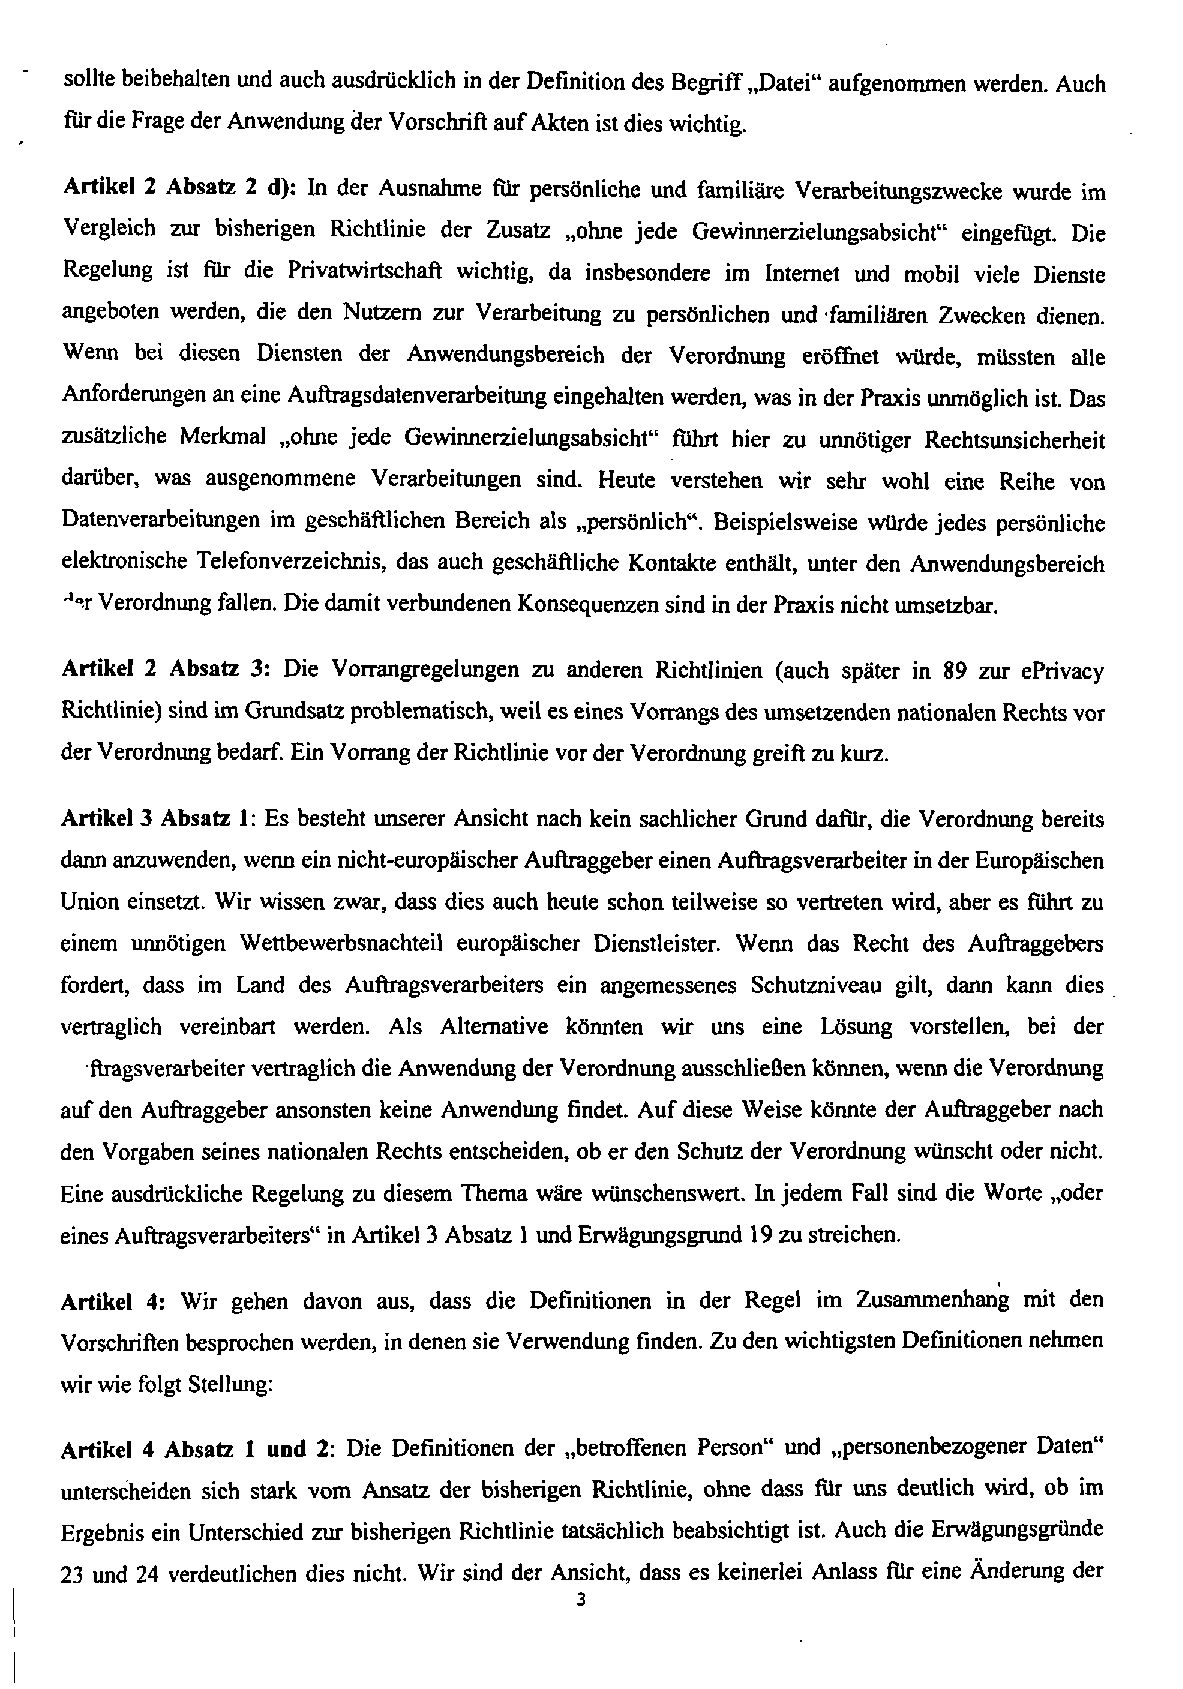 sollte beibehalten und auch ausdrücklich in der Definition des Begriff „Datei“ aufgenommen werden. Auch
für die Frage der Anwendung der Vorschrift auf Akten ist dies wichtig.
Artikel 2 Absatz 2 d): In der Ausnahme für persönliche und familiäre Verarbeitungszwecke wurde im
Vergleich zur bisherigen Richtlinie der Zusatz „ohne jede Gewinnerzielungsabsicht“ eingefügt. Die
Regelung ist für die Privatwirtschaft wichtig, da insbesondere im Internet und mobil viele Dienste
angeboten werden, die den Nutzern zur Verarbeitung zu persönlichen und familiären Zwecken dienen.
Wenn bei diesen Diensten der Anwendungsbereich der Verordnung eröffnet würde, müssten alle
Anforderungen an eine Auftragsdatenverarbeitung eingehalten werden, was in der Praxis unmöglich ist. Das
zusätzliche Merkmal „ohne jede Gewinnerzielungsabsicht“ führt hier zu unnötiger Rechtsunsicherheit
darüber, was ausgenommene Verarbeitungen sind. Heute verstehen wir sehr wohl eine Reihe von
Datenverarbeitungen im geschäftlichen Bereich als „persönlich“. Beispielsweise würde jedes persönliche
elektronische Telefonverzeichnis, das auch geschäftliche Kontakte enthält, unter den Anwendungsbereich
der Verordnung fallen. Die damit verbundenen Konsequenzen sind in der Praxis nicht umsetzbar.
Artikel 2 Absatz 3: Die Vorrangregelungen zu anderen Richtlinien (auch später in 89 zur ePrivacy
Richtlinie) sind im Grundsatz problematisch, weil es eines Vorrangs des umsetzenden nationalen Rechts vor
der Verordnung bedarf. Ein Vorrang der Richtlinie vor der Verordnung greift zu kurz.
Artikel 3 Absatz 1: Es besteht unserer Ansicht nach kein sachlicher Grund dafür, die Verordnung bereits
dann anzuwenden, wenn ein nicht-europäischer Auftraggeber einen Auftragsverarbeiter in der Europäischen
Union einsetzt. Wir wissen zwar, dass dies auch heute schon teilweise so vertreten wird, aber es führt zu
einem unnötigen Wettbewerbsnachteil europäischer Dienstleister. Wenn das Recht des Auftraggebers
fordert, dass im Land des Auftragsverarbeiters ein angemessenes Schutzniveau gilt, dann kann dies
vertraglich vereinbart werden. Als Alternative könnten wir uns eine Lösung vorstellen, bei der
ftragsverarbeiter vertraglich die Anwendung der Verordnung ausschließen können, wenn die Verordnung
auf den Auftraggeber ansonsten keine Anwendung findet. Auf diese Weise könnte der Auftraggeber nach
den Vorgaben seines nationalen Rechts entscheiden, ob er den Schutz der Verordnung wünscht oder nicht.
Eine ausdrückliche Regelung zu diesem Thema wäre wünschenswert. In jedem Fall sind die Worte „oder
eines Auftragsverarbeiters“ in Artikel 3 Absatz 1 und Erwägungsgrund 19 zu streichen.
Artikel 4: Wir gehen davon aus, dass die Definitionen in der Regel im Zusammenhang mit den
Vorschriften besprochen werden, in denen sie Verwendung finden. Zu den wichtigsten Definitionen nehmen
wir wie folgt Stellung:
Artikel 4 Absatz 1 und 2: Die Definitionen der „betroffenen Person“ und „personenbezogener Daten“
unterscheiden sich stark vom Ansatz der bisherigen Richtlinie, ohne dass für uns deutlich wird, ob im
Ergebnis ein Unterschied zur bisherigen Richtlinie tatsächlich beabsichtigt ist. Auch die Erwägungsgründe
23 und 24 verdeutlichen dies nicht. Wir sind der Ansicht, dass es keinerlei Anlass für eine Änderung der
3